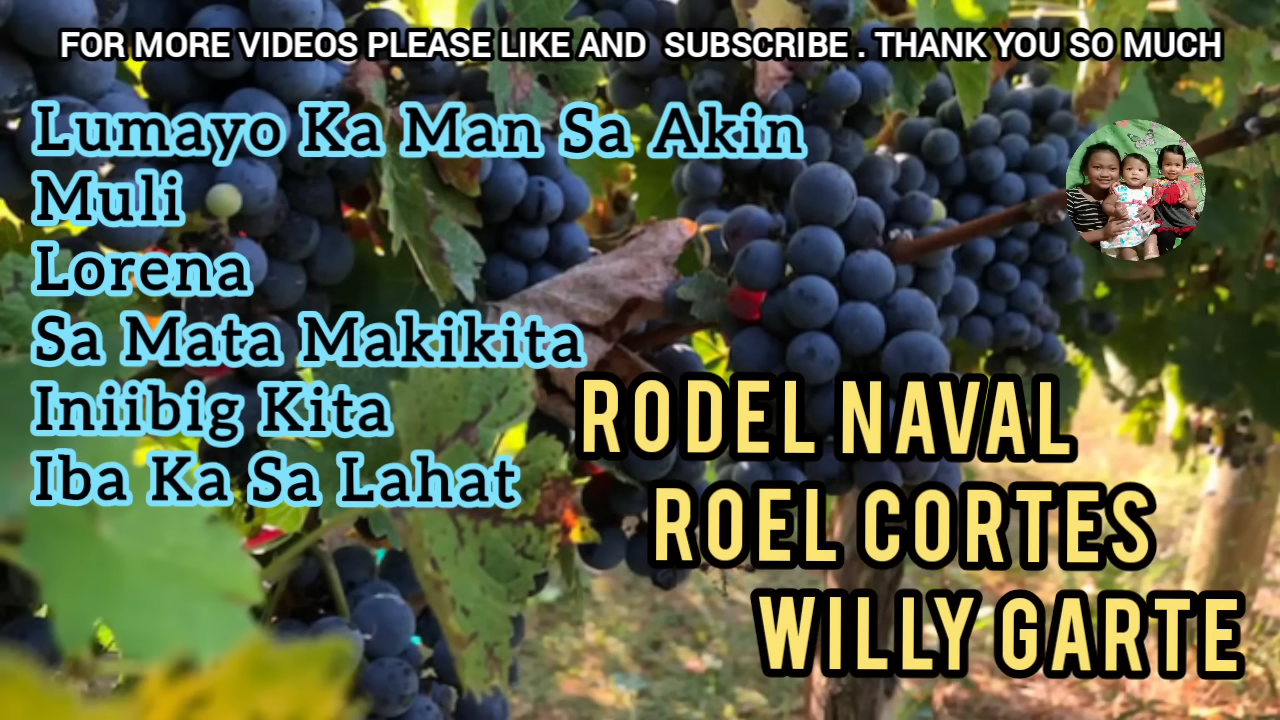 FOR MORE VIDEOS PLEASE LIKE AND SUBSCRIBE . THANK YOU SO MUCH
Lumayo Ka Man Sa Akin
Muli
Lorena
Sa Mata Makikita
Iniibig Kita
Iba Ka Sa Lahat
RODEL NAVAL
ROEL CORTES
WILLY GARTE